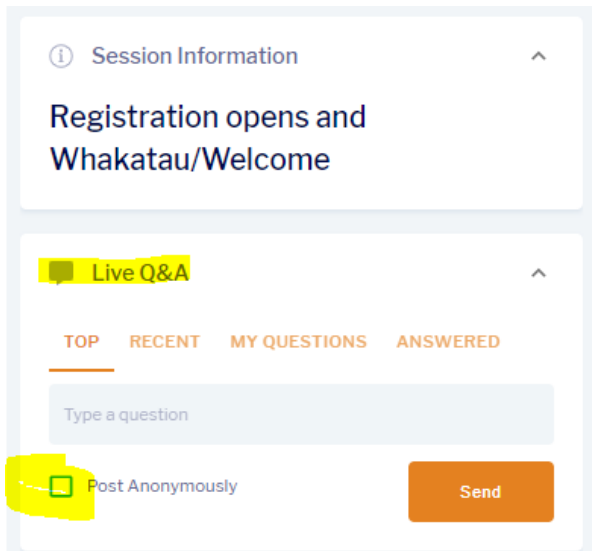 Session Information
Registration opens and
Whakatau/Welcome
Live Q&A
TOP RECENT MY QUESTIONS ANSWERED
Type a question
Post Anonymously
Send